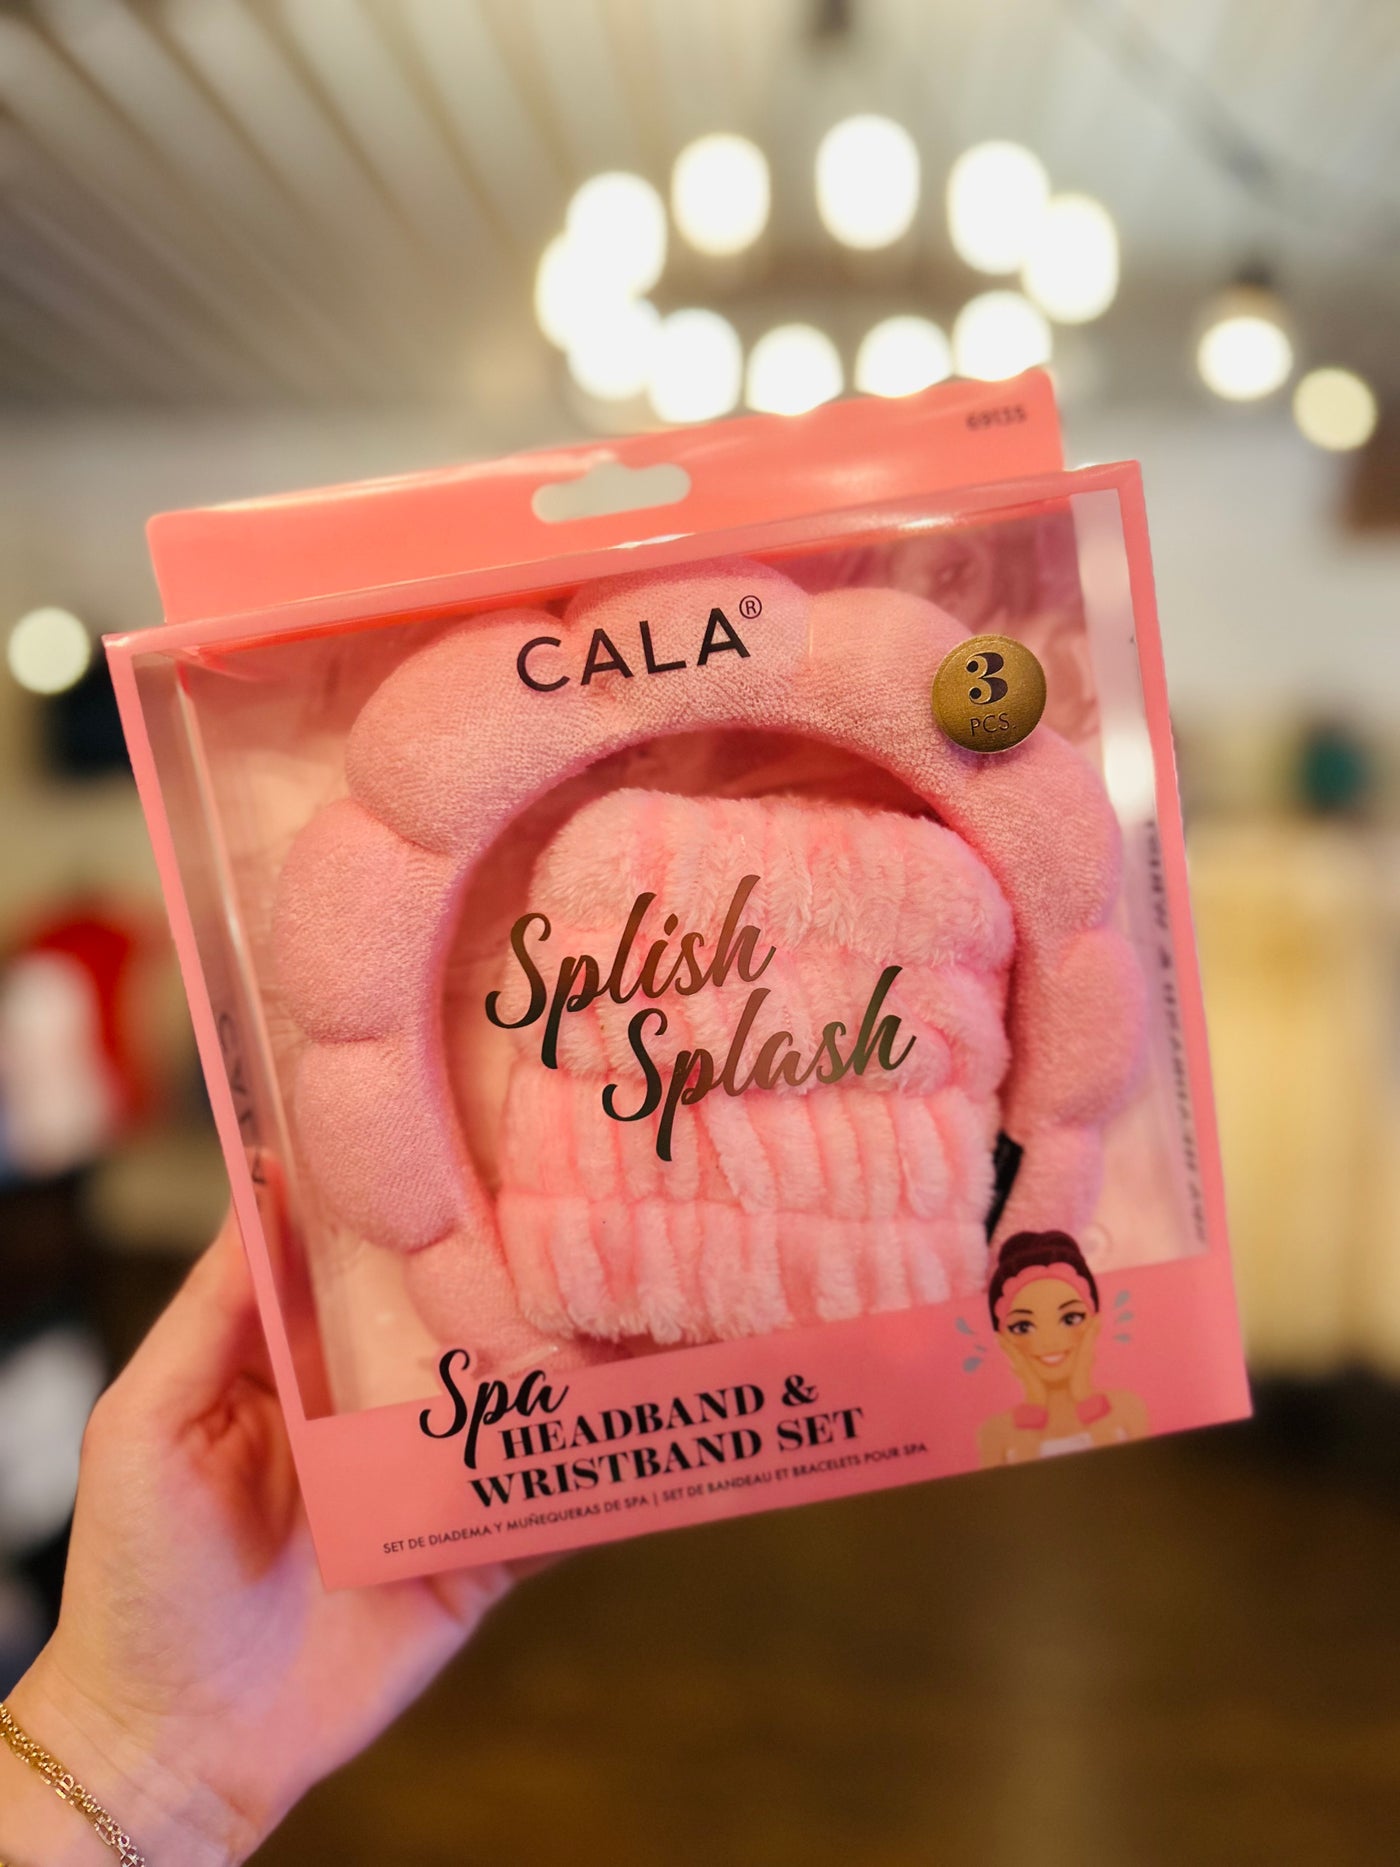 69135
CALA®
3
PCS.
Splish
Splash
Spa
HEADBAND &
WRISTBAND SET
SET DE DIADEMA Y MUÑEQUERAS DE SPA | SET DE BANDEAU ET BRACELETS POUR SPA
CALA